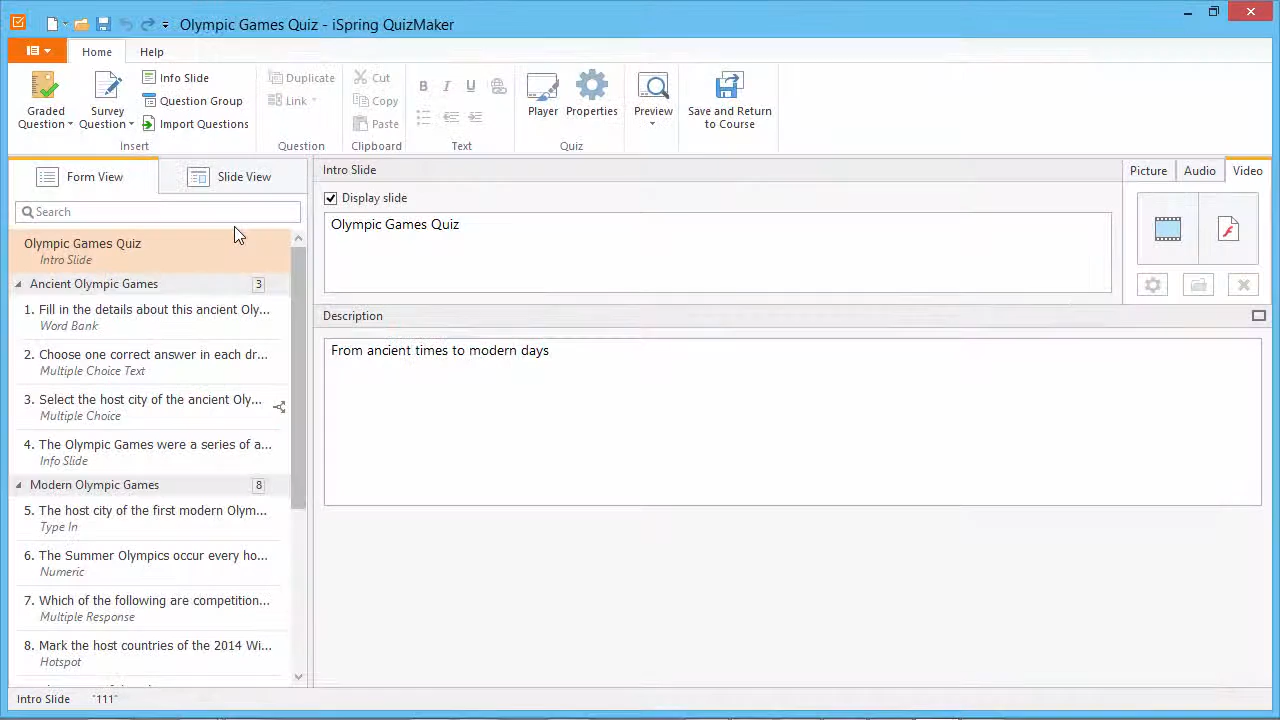 Olympic Games Quiz - iSpring QuizMaker
Home
Help
Graded Question
Survey Question
Info Slide
Question Group
Import Questions
Insert
Duplicate
Link
Question
Cut
Copy
Paste
Clipboard
B I U
Text
Player
Properties
Quiz
Preview
Save and Return to Course
Form View
Slide View
Search
Olympic Games Quiz
Intro Slide
Ancient Olympic Games 3
1. Fill in the details about this ancient Oly...
Word Bank
2. Choose one correct answer in each dr...
Multiple Choice Text
3. Select the host city of the ancient Oly...
Multiple Choice
4. The Olympic Games were a series of a...
Info Slide
Modern Olympic Games 8
5. The host city of the first modern Olym...
Type In
6. The Summer Olympics occur every ho...
Numeric
7. Which of the following are competition...
Multiple Response
8. Mark the host countries of the 2014 Wi...
Hotspot
Intro Slide
Display slide
Olympic Games Quiz
Picture
Audio
Video
Description
From ancient times to modern days
Intro Slide "111"